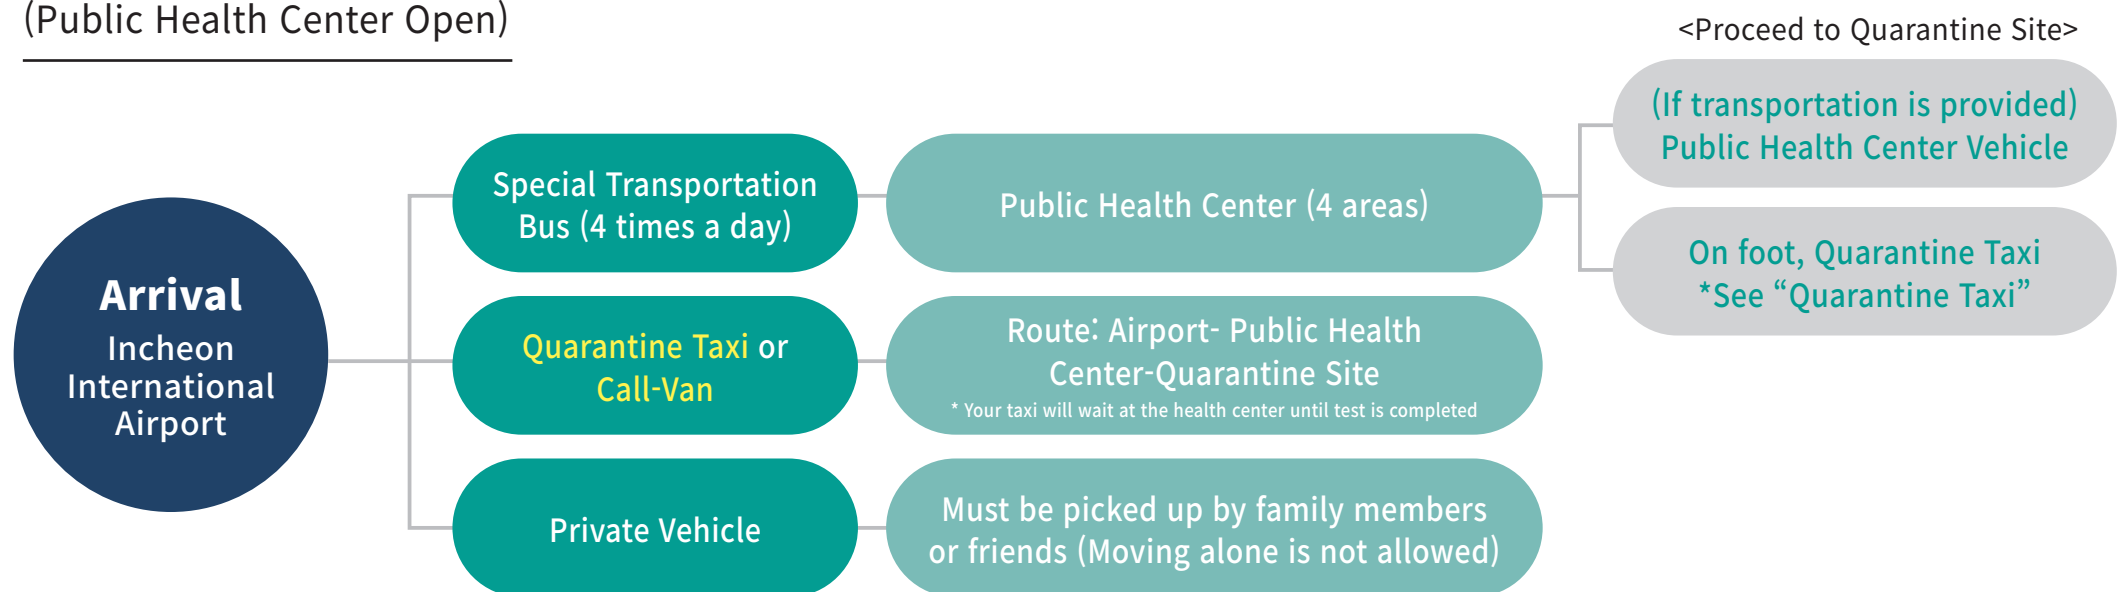 (Public Health Center Open)
<Proceed to Quarantine Site>
Arrival
Incheon
International
Airport
Special Transportation
Bus (4 times a day)
Public Health Center (4 areas)
(If transportation is provided)
Public Health Center Vehicle
On foot, Quarantine Taxi
*See “Quarantine Taxi”
Quarantine Taxi or
Call-Van
Route: Airport- Public Health
Center-Quarantine Site
* Your taxi will wait at the health center until test is completed
Private Vehicle
Must be picked up by family members
or friends (Moving alone is not allowed)